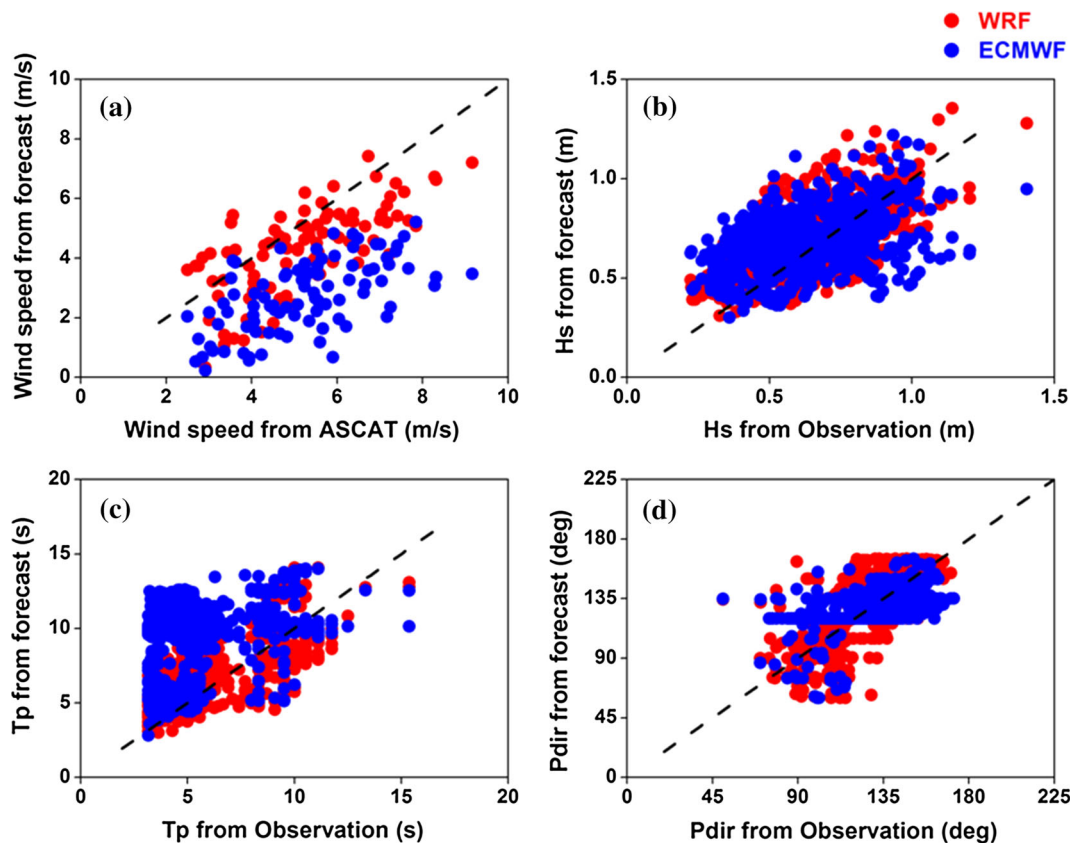 WRF
ECMWF
(a)
Wind speed from forecast (m/s)
10
8
6
4
2
0
0 2 4 6 8 10
Wind speed from ASCAT (m/s)
(b)
Hs from forecast (m)
1.5
1.0
0.5
0.0
0.0 0.5 1.0 1.5
Hs from Observation (m)
(c)
Tp from forecast (s)
20
15
10
5
0
0 5 10 15 20
Tp from Observation (s)
(d)
Pdir from forecast (deg)
225
180
135
90
45
0
0 45 90 135 180 225
Pdir from Observation (deg)